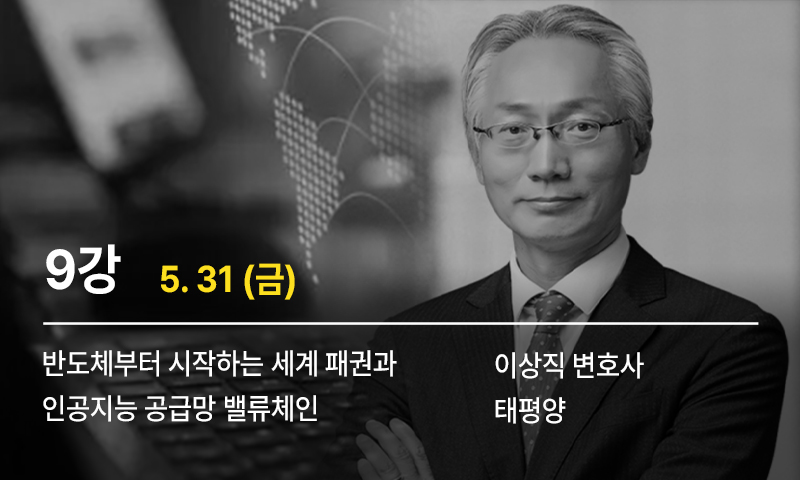 9강 5. 31 (금)
반도체부터 시작하는 세계 패권과
인공지능 공급망 밸류체인
이상직 변호사
태평양